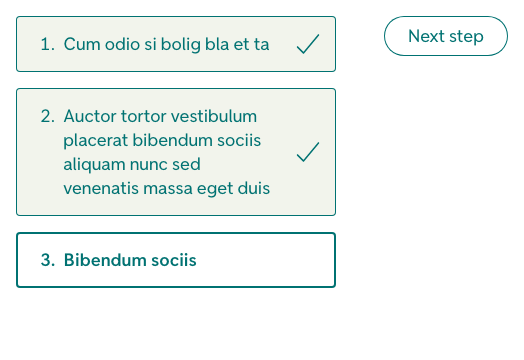 1. Cum odio si bolig bla et ta
Next step
2. Auctor tortor vestibulum
placerat bibendum sociis
aliquam nunc sed
venenatis massa eget duis
3. Bibendum sociis